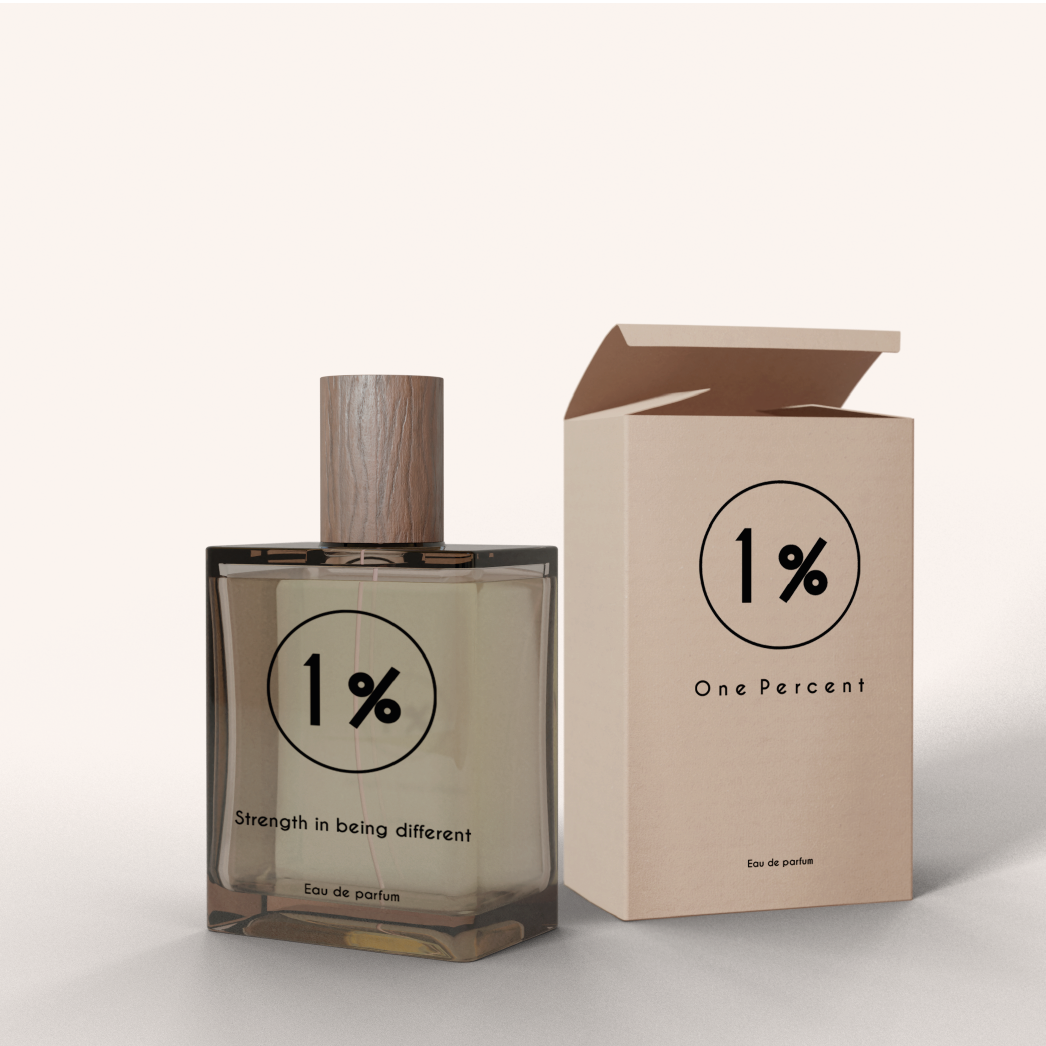 1 %
Strength in being different
Eau de parfum
1 %
One Percent
Eau de parfum